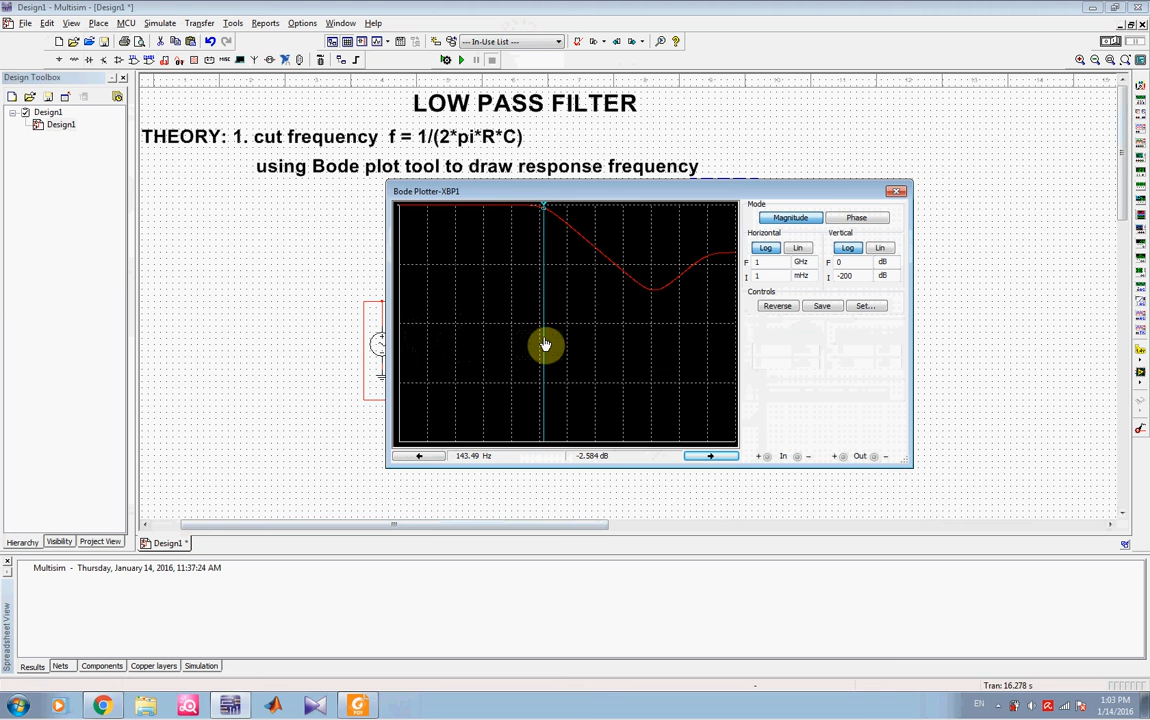 Design1 - Multisim - [Design1 *]
File Edit View Place MCU Simulate Transfer Tools Reports Options Window Help
--- In-Use List ---
Design Toolbox
Design1
Design1
LOW PASS FILTER
THEORY: 1. cut frequency f = 1/(2*pi*R*C)
using Bode plot tool to draw response frequency
Bode Plotter-XBP1
Mode
Magnitude Phase
Horizontal Vertical
Log Lin Log Lin
F 1 GHz F 0 dB
I 1 mHz I -200 dB
Controls
Reverse Save Set...
143.49 Hz -2.584 dB
+ In - + Out -
Hierarchy Visibility Project View
Design1 *
Multisim - Thursday, January 14, 2016, 11:37:24 AM
Spreadsheet View
Results Nets Components Copper layers Simulation
- Tran: 16.278 s
EN
1:03 PM
1/14/2016